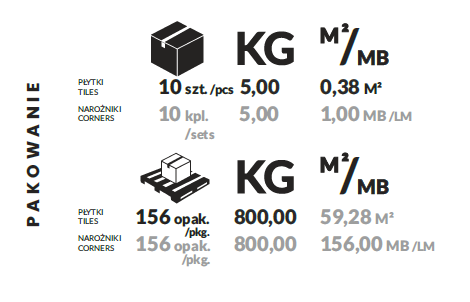 PAKOWANIE
KG M²/MB
PŁYTKI
TILES
10 szt. /pcs 5,00 0,38 M²
NAROŻNIKI
CORNERS
10 kpl. 5,00 1,00 MB /LM
/sets
KG M²/MB
PŁYTKI
TILES
156 opak. 800,00 59,28 M²
/pkg.
NAROŻNIKI
CORNERS
156 opak. 800,00 156,00 MB /LM
/pkg.